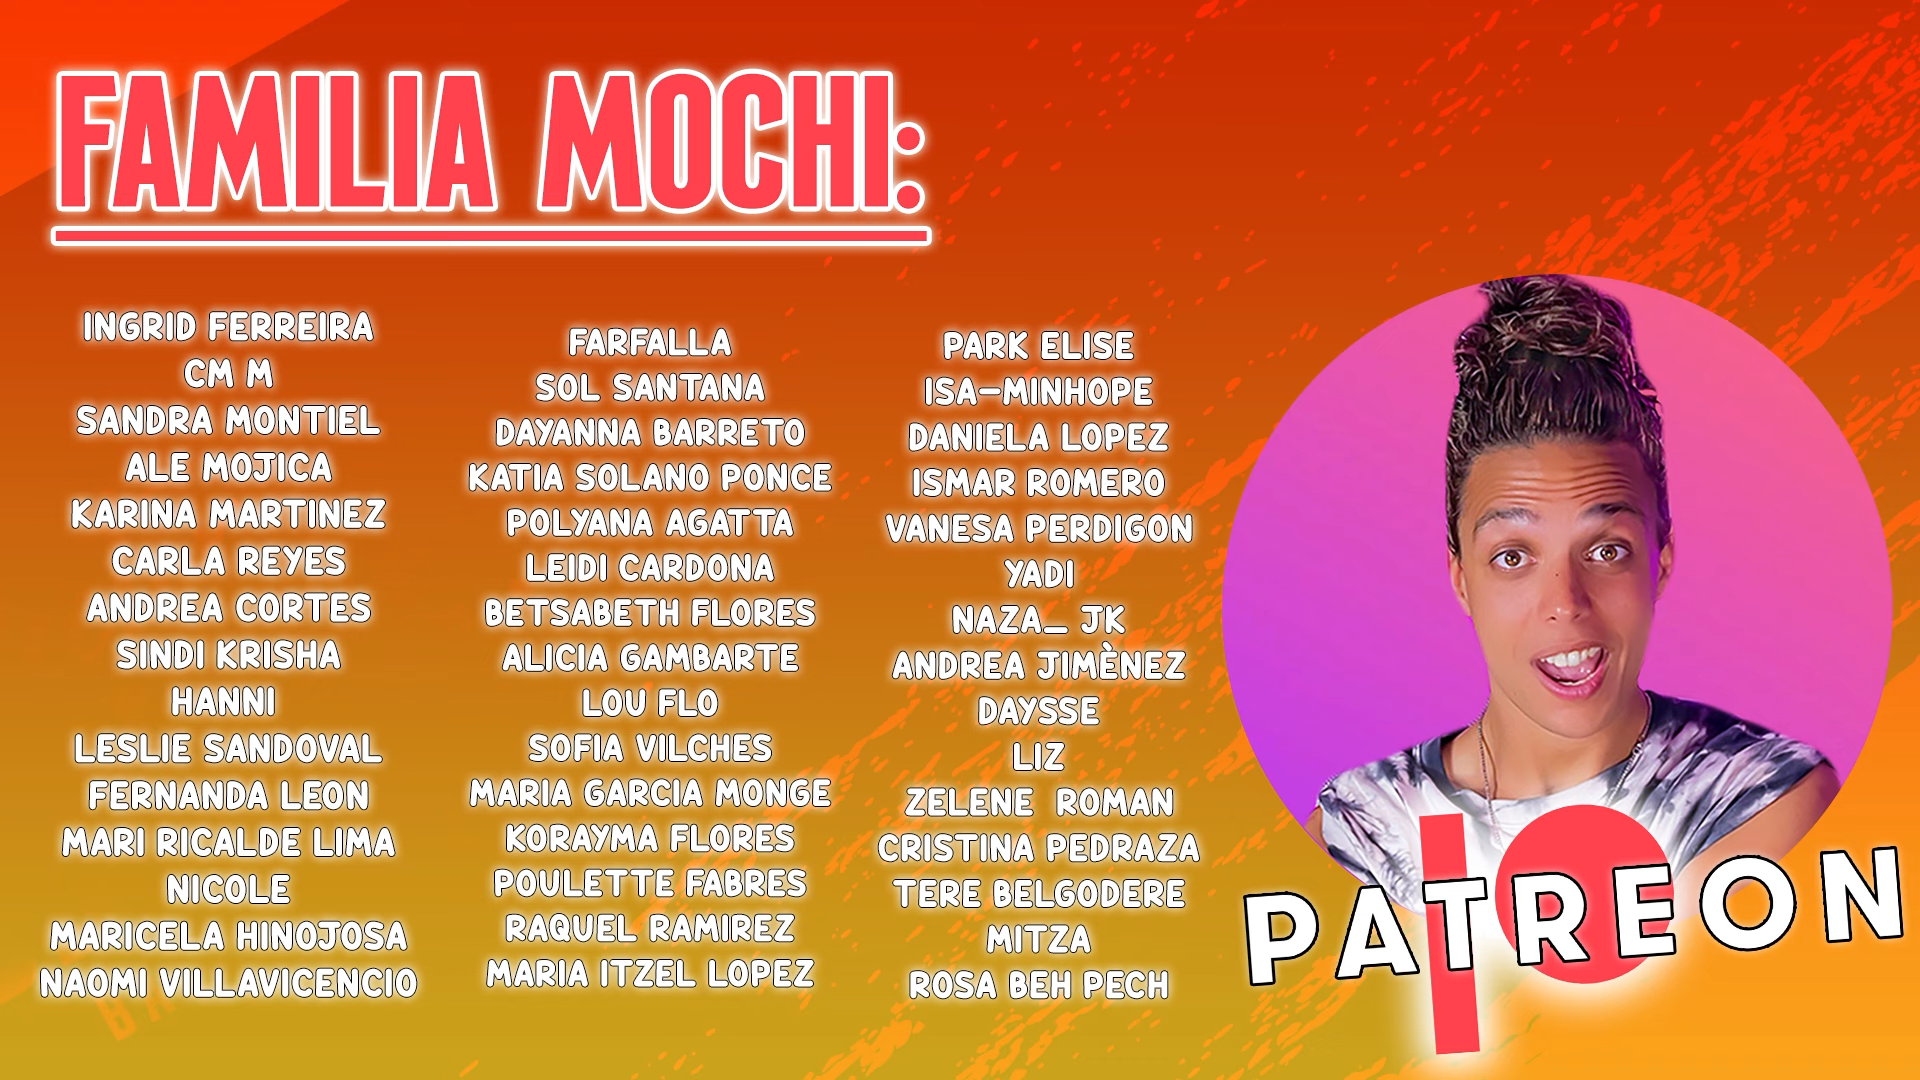 FAMILIA MOCHI:
INGRID FERREIRA
CM M
SANDRA MONTIEL
ALE MOJICA
KARINA MARTINEZ
CARLA REYES
ANDREA CORTES
SINDI KRISHA
HANNI
LESLIE SANDOVAL
FERNANDA LEON
MARI RICALDE LIMA
NICOLE
MARICELA HINOJOSA
NAOMI VILLAVICENCIO
FARFALLA
SOL SANTANA
DAYANNA BARRETO
KATIA SOLANO PONCE
POLYANA AGATTA
LEIDI CARDONA
BETSABETH FLORES
ALICIA GAMBARTE
LOU FLO
SOFIA VILCHES
MARIA GARCIA MONGE
KORAYMA FLORES
POULETTE FABRES
RAQUEL RAMIREZ
MARIA ITZEL LOPEZ
PARK ELISE
ISA-MINHOPE
DANIELA LOPEZ
ISMAR ROMERO
VANESA PERDIGON
YADI
NAZA_ JK
ANDREA JIMÈNEZ
DAYSSE
LIZ
ZELENE  ROMAN
CRISTINA PEDRAZA
TERE BELGODERE
MITZA
ROSA BEH PECH
PATREON